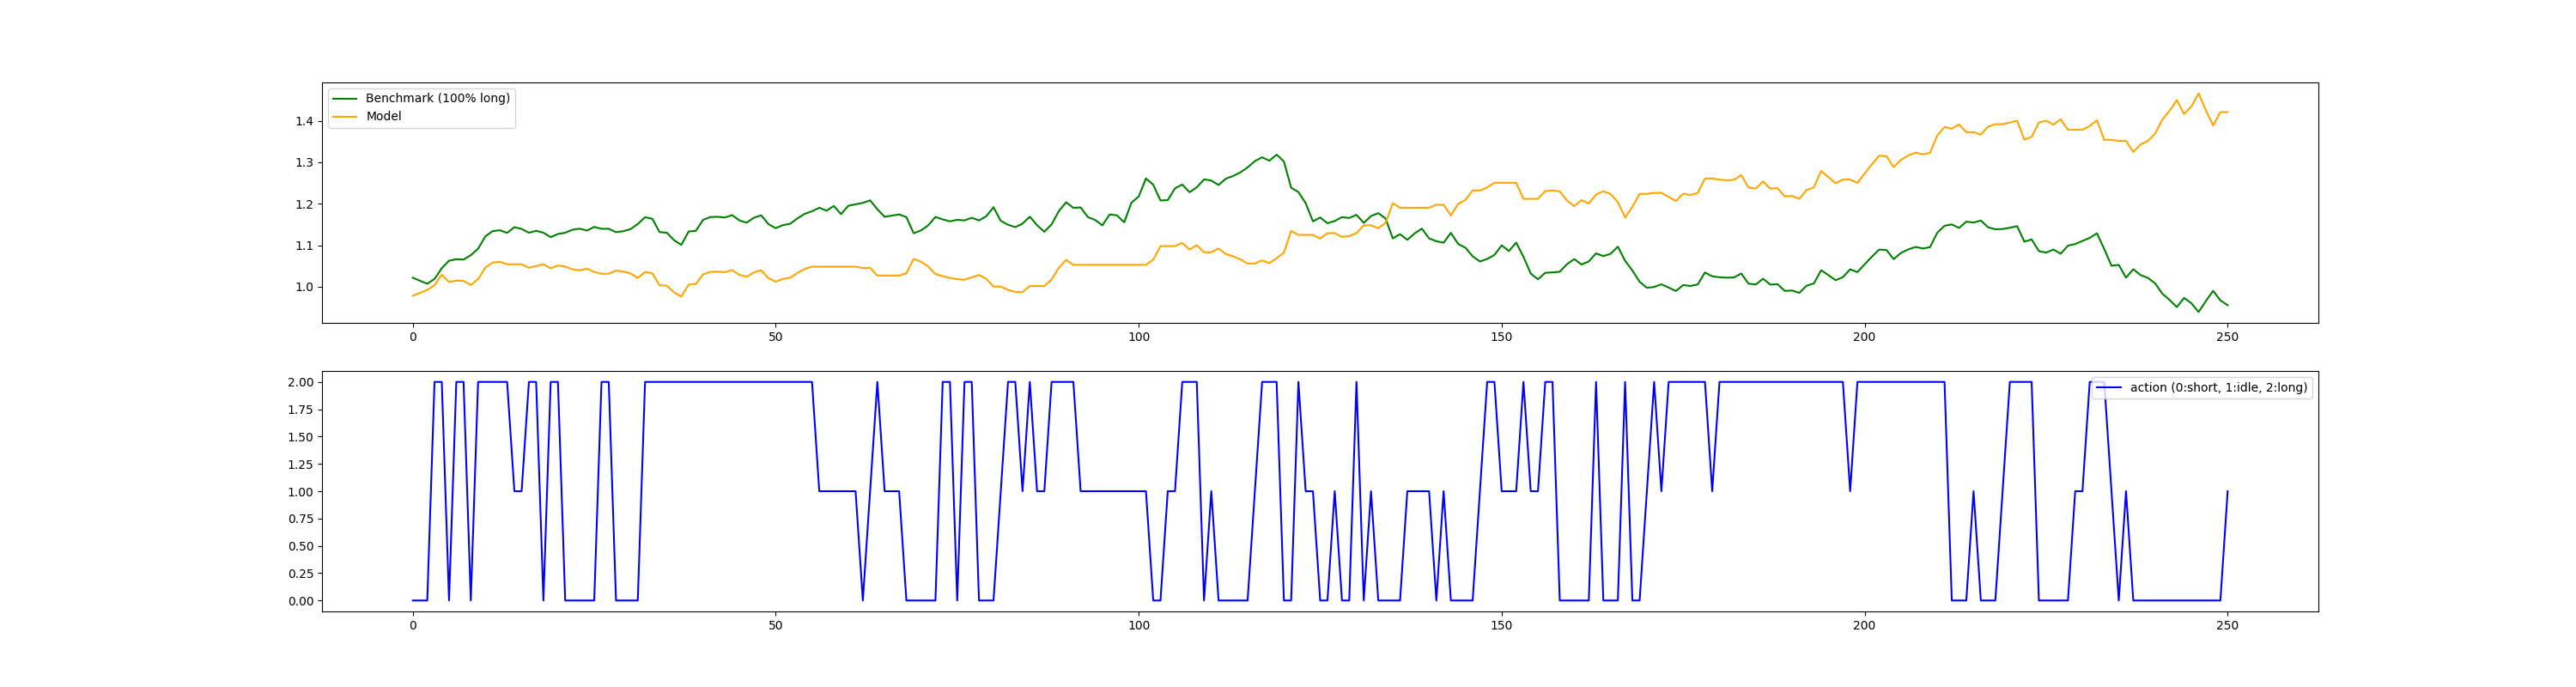 Benchmark (100% long)
Model
1.4
1.3
1.2
1.1
1.0
0 50 100 150 200 250
action (0:short, 1:idle, 2:long)
2.00
1.75
1.50
1.25
1.00
0.75
0.50
0.25
0.00
0 50 100 150 200 250